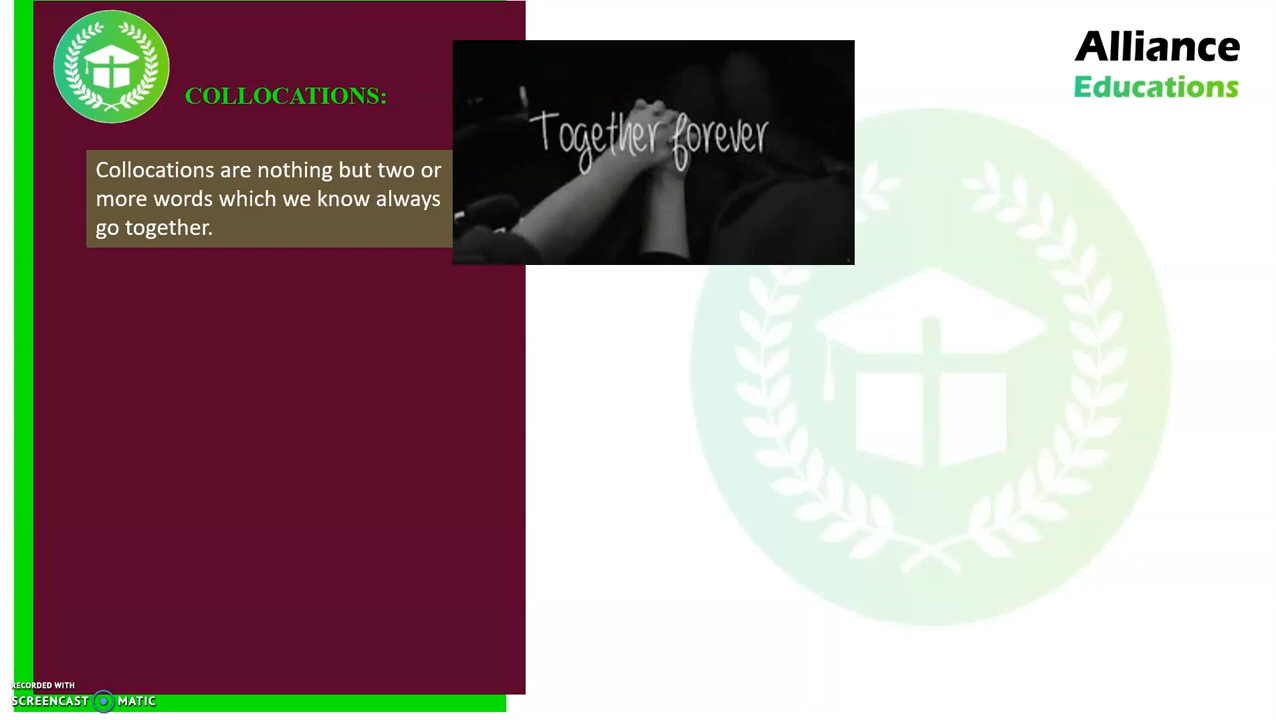 COLLOCATIONS:
Collocations are nothing but two or
more words which we know always
go together.
Together forever
Alliance
Educations
RECORDED WITH
SCREENCAST MATIC